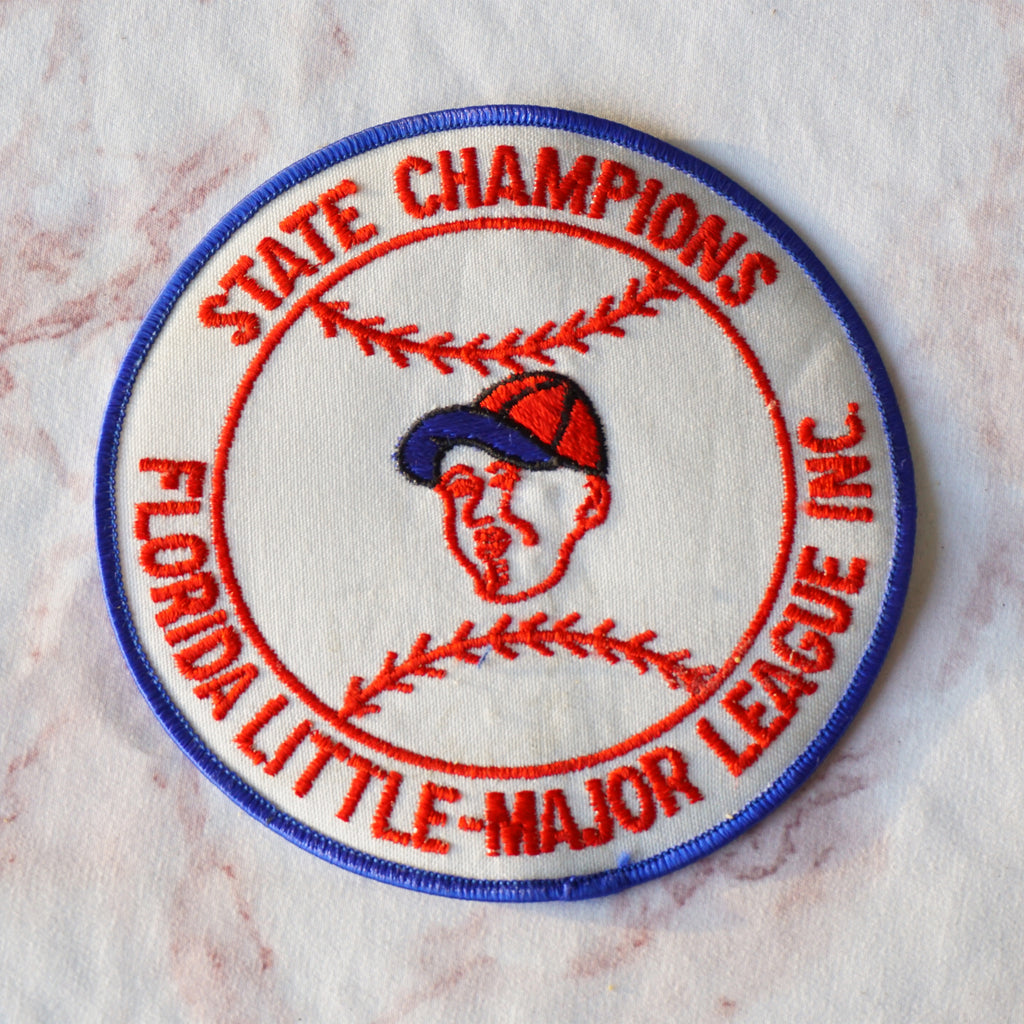 STATE CHAMPIONS
FLORIDA LITTLE-MAJOR LEAGUE INC.